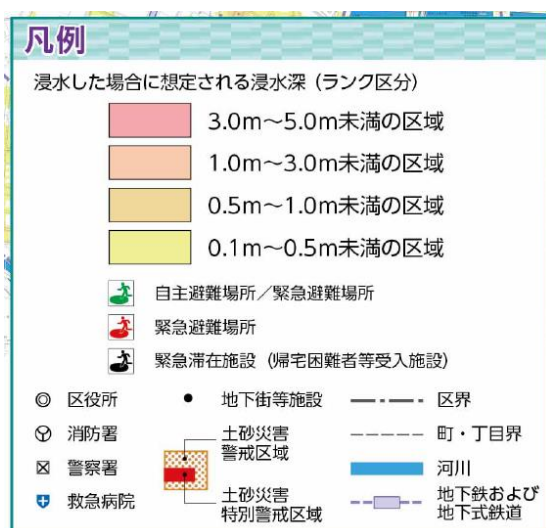 凡例
浸水した場合に想定される浸水深（ランク区分）
3.0m～5.0m未満の区域
1.0m～3.0m未満の区域
0.5m～1.0m未満の区域
0.1m～0.5m未満の区域
自主避難場所／緊急避難場所
緊急避難場所
緊急滞在施設（帰宅困難者等受入施設）
区役所
消防署
警察署
救急病院
地下街等施設
土砂災害
警戒区域
土砂災害
特別警戒区域
区界
町・丁目界
河川
地下鉄および
地下式鉄道